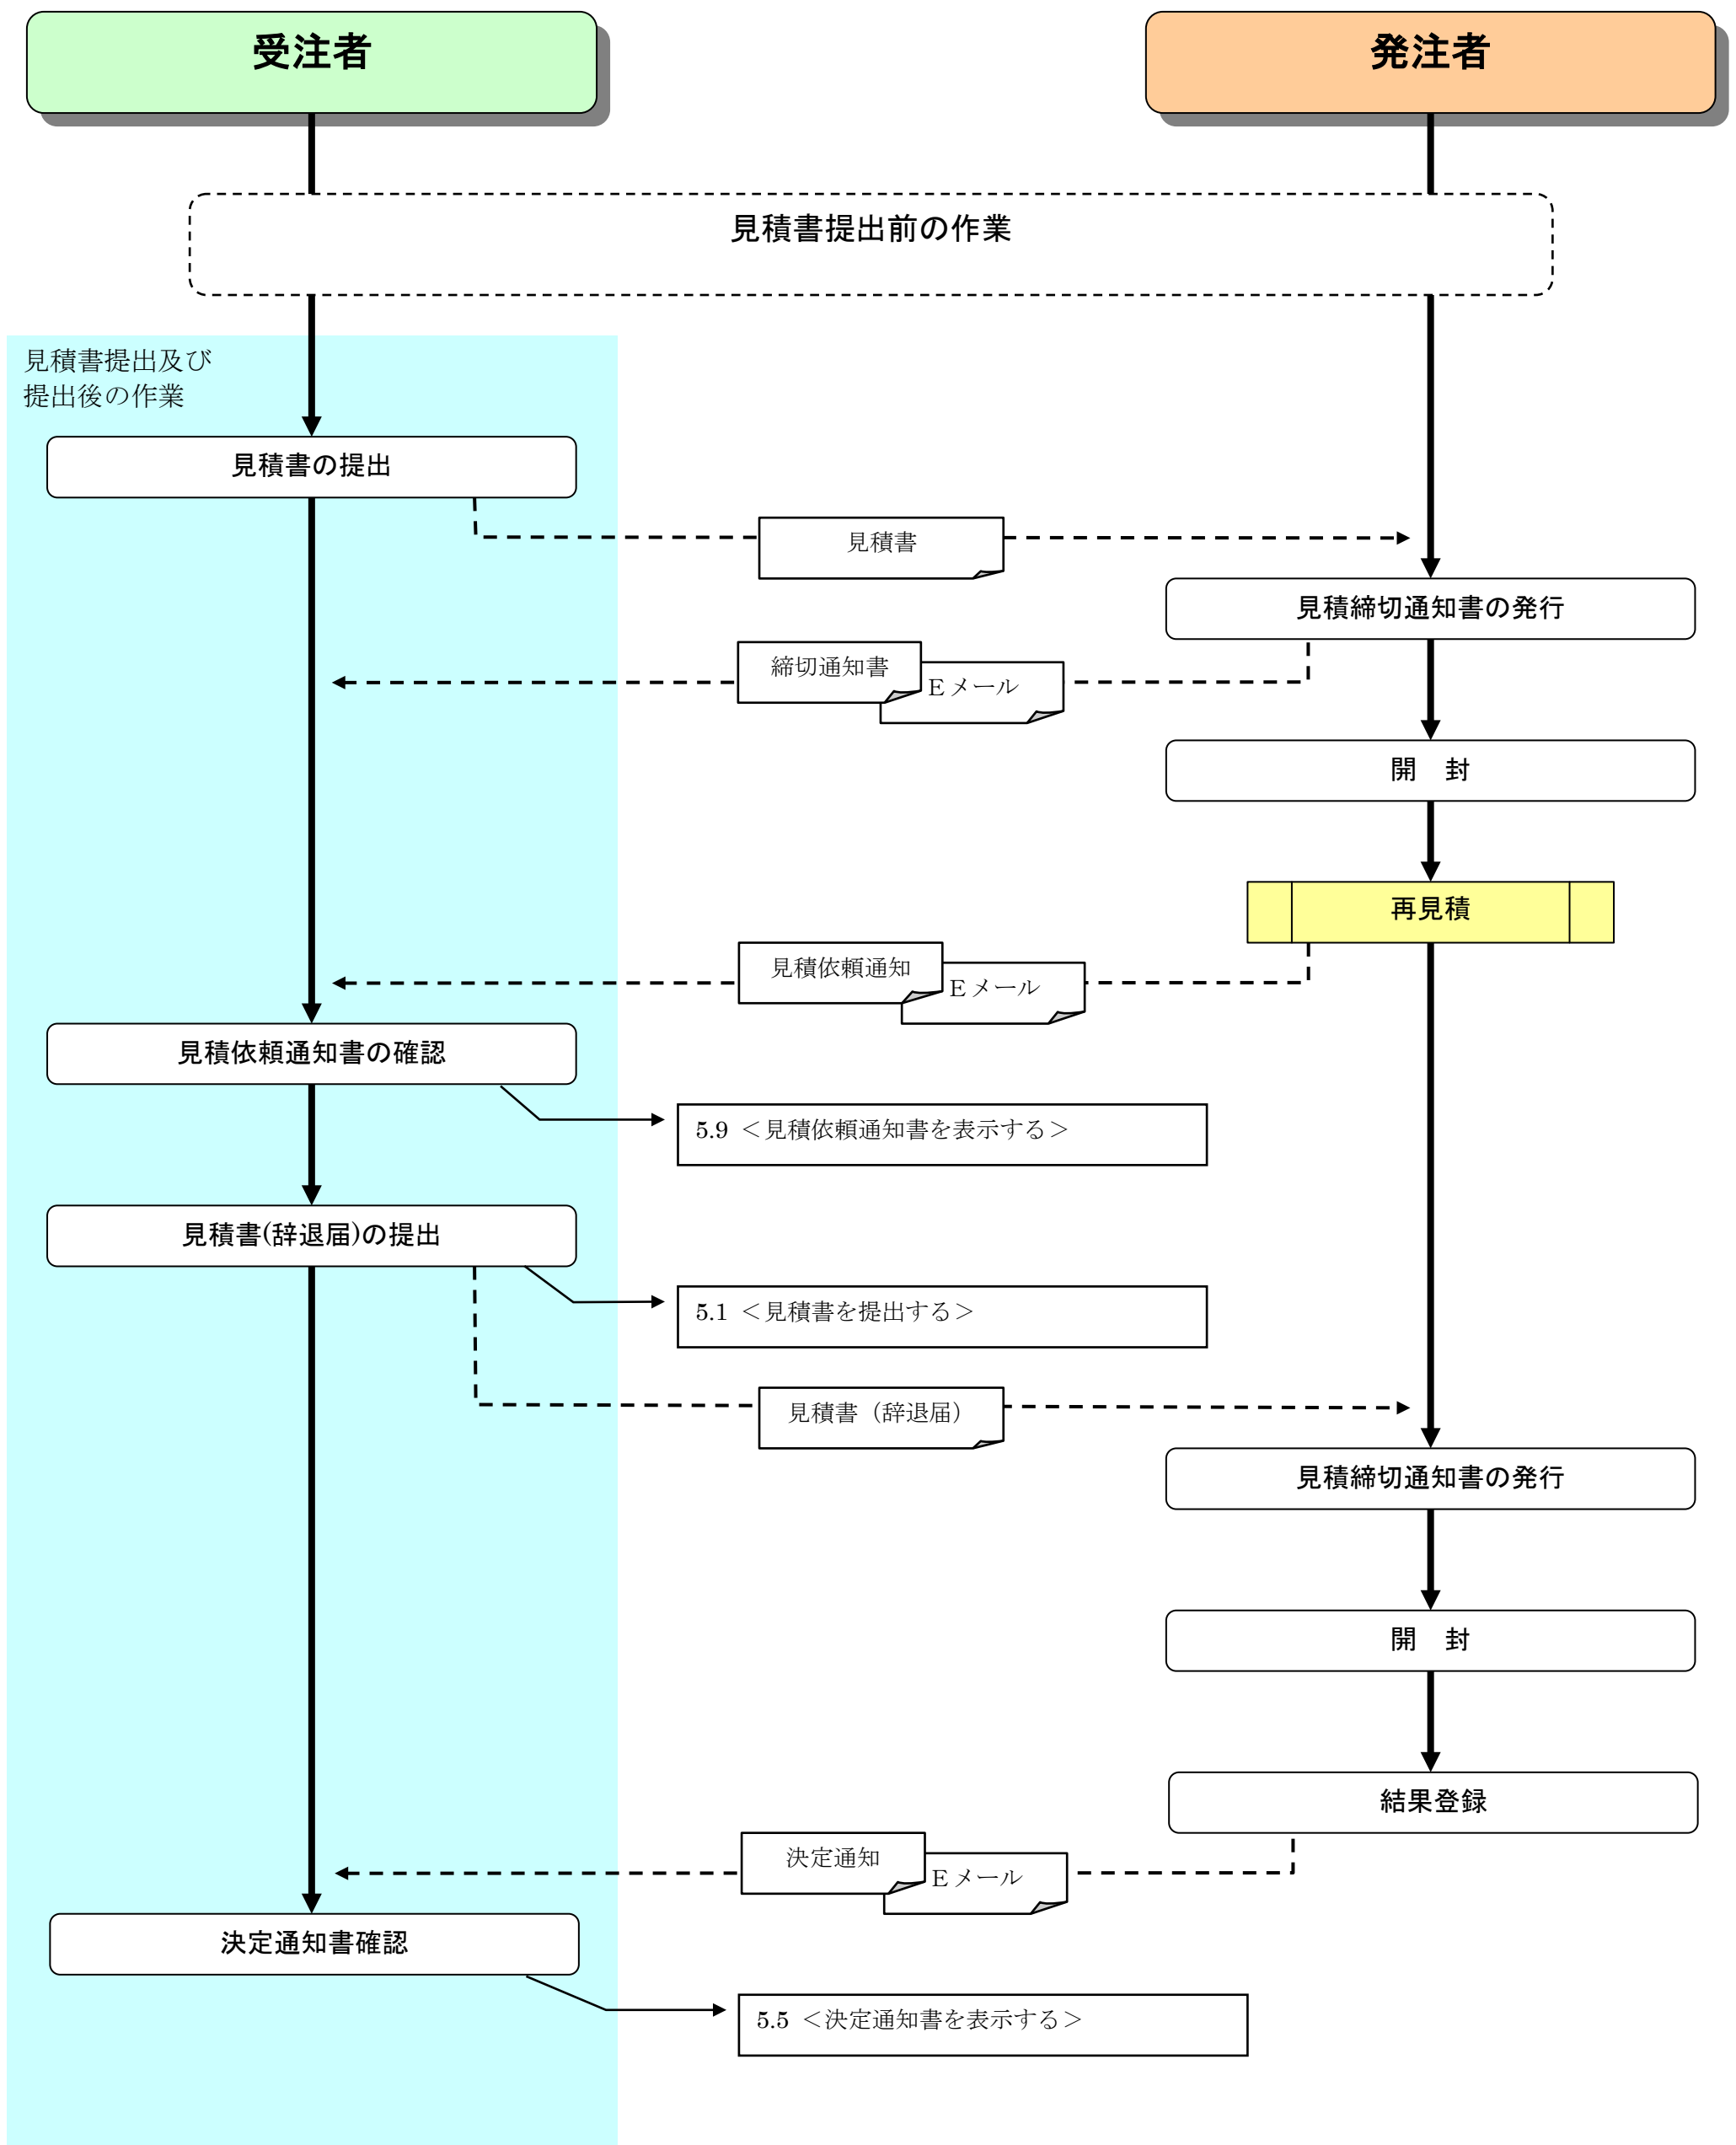 受注者
発注者
見積書提出前の作業
見積書提出及び
提出後の作業
見積書の提出
見積書
見積締切通知書の発行
締切通知書
Ｅメール
開　封
再見積
見積依頼通知
Ｅメール
見積依頼通知書の確認
5.9 ＜見積依頼通知書を表示する＞
見積書(辞退届)の提出
5.1 ＜見積書を提出する＞
見積書（辞退届）
見積締切通知書の発行
開　封
結果登録
決定通知
Ｅメール
決定通知書確認
5.5 ＜決定通知書を表示する＞